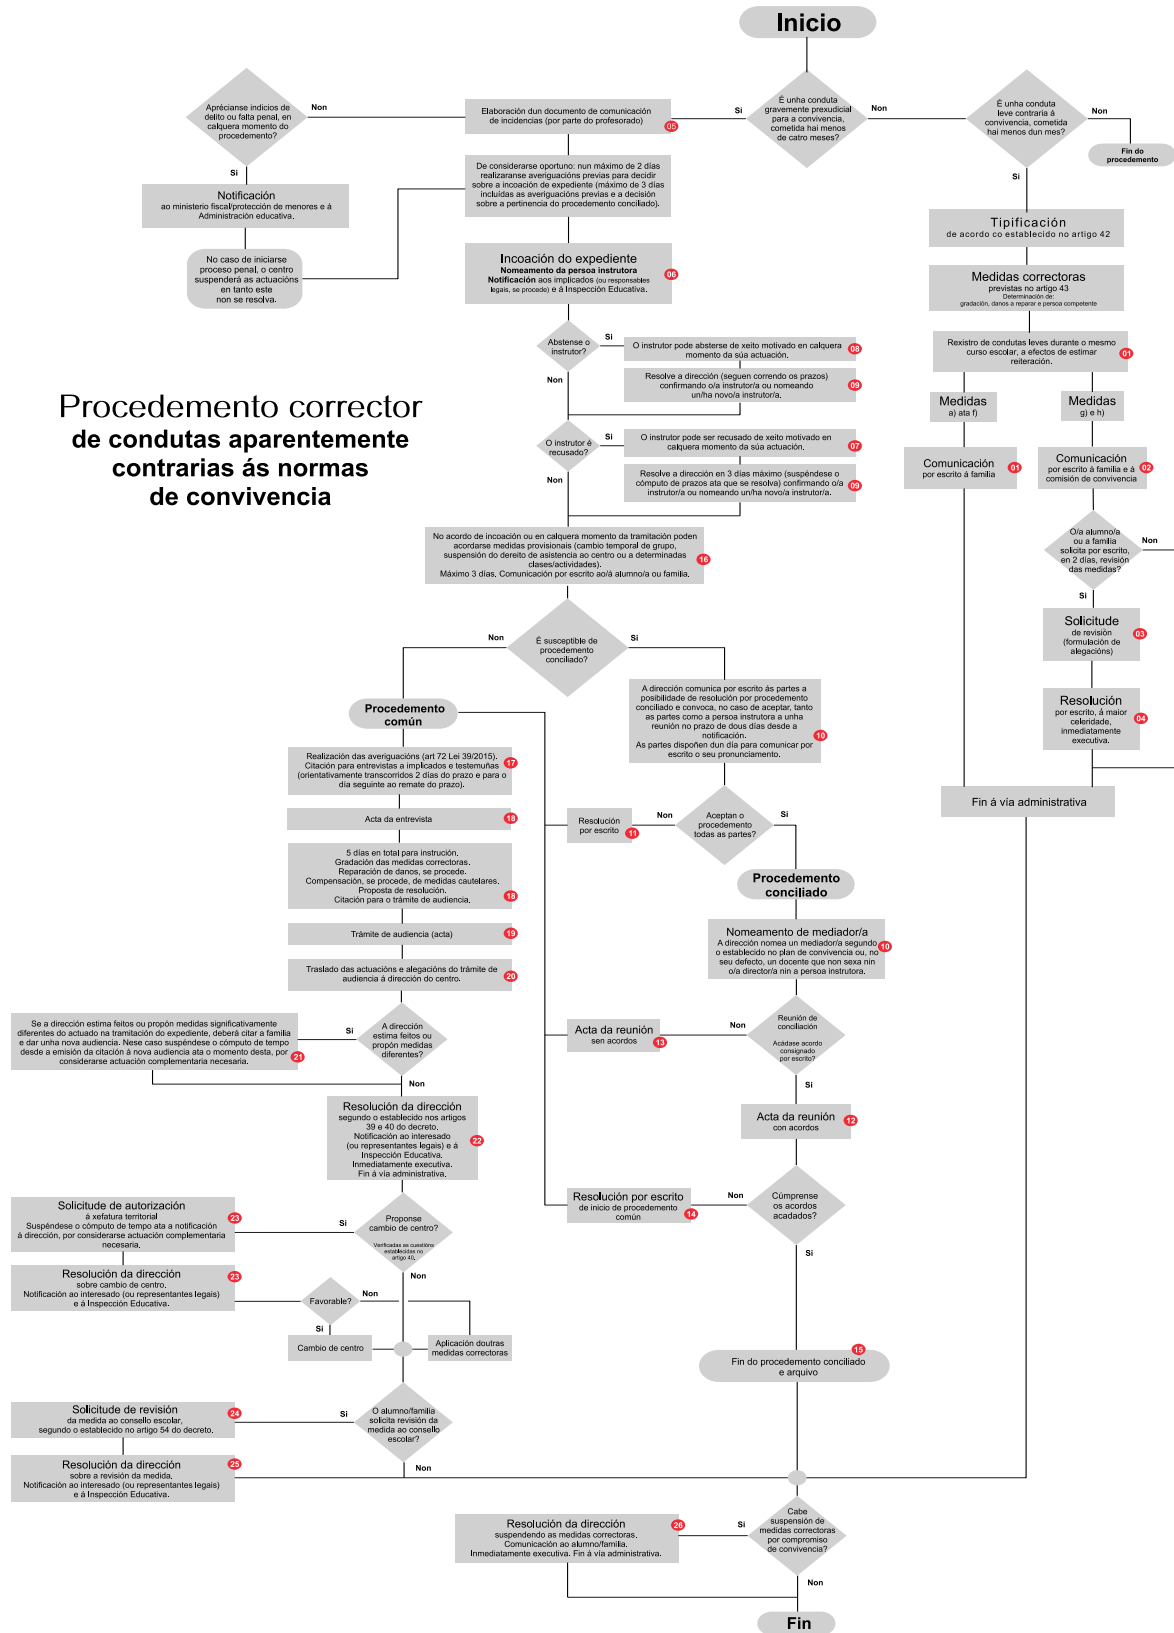 Inicio
Apréncianse indicios de
delito ou falta penal, en
calquera momento do
procedemento?
Non
Si
Elaboración dun documento de comunicación
de incidencias (por parte do profesorado)
05
Si
É unha conduta
gravemente prexudicial
para a convivencia,
cometida hai menos
de catro meses?
Non
É unha conduta
leve contraria á
convivencia, cometida
hai menos dun mes?
Non
Fin do
procedemento
Si
Notificación
ao ministerio fiscal/protección de menores e á
Administración educativa.
No caso de iniciarse
proceso penal, o centro
suspenderá as actuacións
en tanto este
non se resolva.
De considerarse oportuno: nun máximo de 2 días
realizaranse averiguacións previas para decidir
sobre a incoación de expediente (máximo de 3 días
incluídas as averiguacións previas e a decisión
sobre a pertinencia do procedemento conciliado).
Incoación do expediente
Nomeamento da persoa instrutora
Notificación aos implicados (ou responsables
legais, se procede) e á Inspección Educativa.
06
Tipificación
de acordo co establecido no artigo 42
Medidas correctoras
previstas no artigo 43
Determinación de:
gradación, danos a reparar e persoa competente
Rexistro de condutas leves durante o mesmo
curso escolar, a efectos de estimar
reiteración.
01
Abstense o
instrutor?
Si
Non
O instrutor pode absterse de xeito motivado en calquera
momento da súa actuación.
08
Resolve a dirección (seguen correndo os prazos)
confirmando o/a instrutor/a ou nomeando
un/ha novo/a instrutor/a.
09
Procedemento corrector
de condutas aparentemente
contrarias ás normas
de convivencia
O instrutor é
recusado?
Si
Non
O instrutor pode ser recusado de xeito motivado en
calquera momento da súa actuación.
07
Resolve a dirección en 3 días máximo (suspéndese o
cómputo de prazos ata que se resolva) confirmando o/a
instrutor/a ou nomeando un/ha novo/a instrutor/a.
09
Medidas
a) ata f)
Medidas
g) e h)
Comunicación
por escrito á familia
01
Comunicación
por escrito á familia e á
comisión de convivencia
02
No acordo de incoación ou en calquera momento da tramitación poden
acordarse medidas provisionais (cambio temporal de grupo,
suspensión do dereito de asistencia ao centro ou a determinadas
clases/actividades).
Máximo 3 días. Comunicación por escrito ao/á alumno/a ou familia.
16
O/a alumno/a
ou a familia
solicita por escrito,
en 2 días, revisión
das medidas?
Non
Si
Solicitude
de revisión
(formulación de
alegacións)
03
Resolución
por escrito, á maior
celeridade,
inmediatamente
executiva.
04
Fin á vía administrativa
Non
É susceptible de
procedemento
conciliado?
Si
Procedemento
común
A dirección comunica por escrito ás partes a
posibilidade de resolución por procedemento
conciliado e convoca, no caso de aceptar, tanto
as partes como a persoa instrutora a unha
reunión no prazo de dous días desde a
notificación.
As partes dispoñen dun día para comunicar por
escrito o seu pronunciamento.
10
Realización das averiguacións (art 72 Lei 39/2015).
Citación para entrevistas a implicados e testemuñas
(orientativamente transcorridos 2 días do prazo e para o
día seguinte ao remate do prazo).
17
Acta da entrevista
18
Resolución
por escrito
11
Non
Aceptan o
procedemento
todas as partes?
Si
5 días en total para instrución.
Gradación das medidas correctoras.
Reparación de danos, se procede.
Compensación, se procede, de medidas cautelares.
Proposta de resolución.
Citación para o trámite de audiencia.
18
Procedemento
conciliado
Trámite de audiencia (acta)
19
Nomeamento de mediador/a
A dirección nomea un mediador/a segundo
o establecido no plan de convivencia ou, no
seu defecto, un docente que non sexa nin
o/a director/a nin a persoa instrutora.
10
Traslado das actuacións e alegacións do trámite de
audiencia á dirección do centro.
20
Se a dirección estima feitos ou propón medidas significativamente
diferentes do actuado na tramitación do expediente, deberá citar a familia
e dar unha nova audiencia. Nese caso suspéndese o cómputo de tempo
desde a emisión da citación á nova audiencia ata o momento desta, por
considerarse actuación complementaria necesaria.
21
Si
A dirección
estima feitos ou
propón medidas
diferentes?
Non
Acta da reunión
sen acordos
13
Non
Reunión de
conciliación
Acádase acordo
consignado
por escrito?
Si
Resolución da dirección
segundo o establecido nos artigos
39 e 40 do decreto.
Notificación ao interesado
(ou representantes legais) e á
Inspección Educativa.
Inmediatamente executiva.
Fin á vía administrativa.
22
Acta da reunión
con acordos
12
Solicitude de autorización
á xefatura territorial
Suspéndese o cómputo de tempo ata a notificación
á dirección, por considerarse actuación complementaria
necesaria.
23
Si
Proponse
cambio de centro?
Verificadas as cuestións
establecidas no
artigo 40.
Non
Resolución por escrito
de inicio de procedemento
común
14
Non
Cúmprense
os acordos
acadados?
Si
Resolución da dirección
sobre cambio de centro.
Notificación ao interesado (ou representantes legais)
e á Inspección Educativa.
23
Favorable?
Non
Si
Cambio de centro
Aplicación doutras
medidas correctoras
15
Fin do procedemento conciliado
e arquivo
Solicitude de revisión
da medida ao consello escolar,
segundo o establecido no artigo 54 do decreto.
24
Si
O alumno/familia
solicita revisión da
medida ao consello
escolar?
Non
Resolución da dirección
sobre a revisión da medida.
Notificación ao interesado (ou representantes legais)
e á Inspección Educativa.
25
Resolución da dirección
suspendendo as medidas correctoras.
Comunicación ao alumno/familia.
Inmediatamente executiva. Fin á vía administrativa.
26
Si
Cabe
suspensión de
medidas correctoras
por compromiso
de convivencia?
Non
Fin